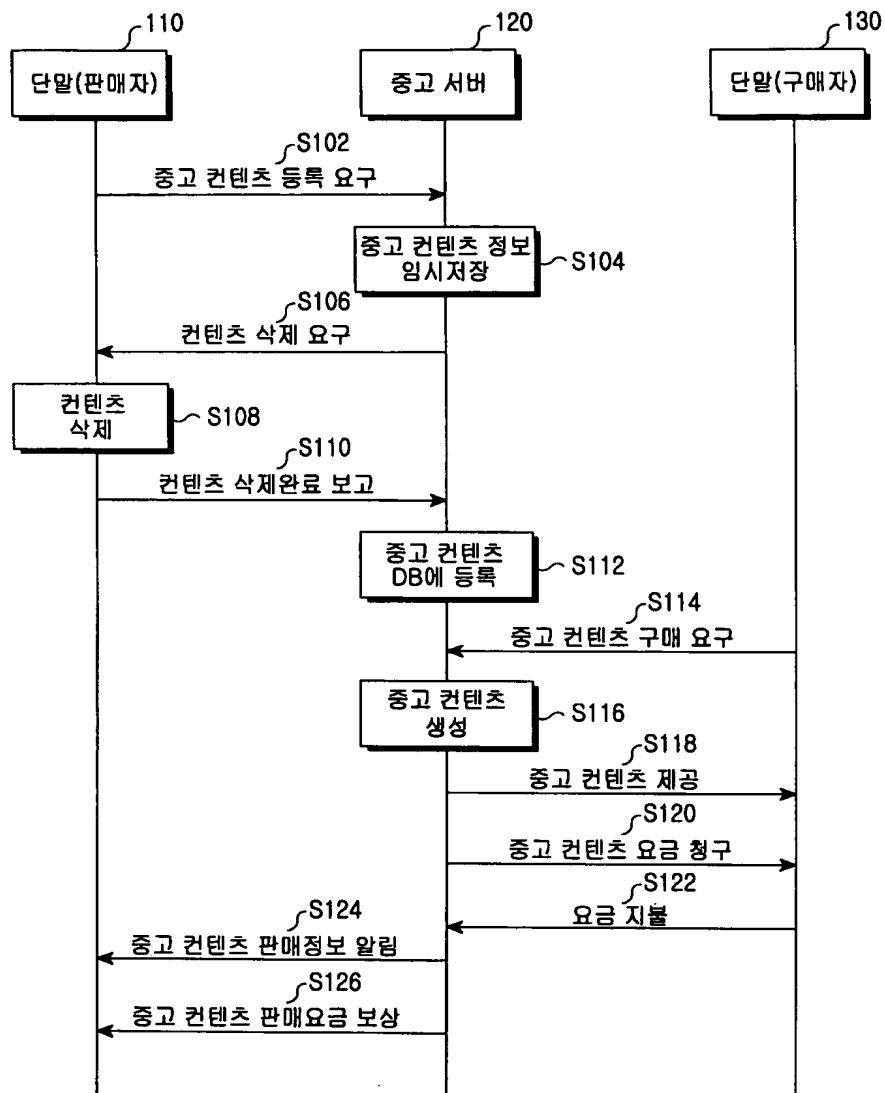 110
120
130
단말(판매자)
중고 서버
단말(구매자)
S102
중고 컨텐츠 등록 요구
중고 컨텐츠 정보
임시저장
S104
S106
컨텐츠 삭제 요구
컨텐츠
삭제
S108
S110
컨텐츠 삭제완료 보고
중고 컨텐츠
DB에 등록
S112
S114
중고 컨텐츠 구매 요구
중고 컨텐츠
생성
S116
S118
중고 컨텐츠 제공
S120
중고 컨텐츠 요금 청구
S122
요금 지불
S124
중고 컨텐츠 판매정보 알림
S126
중고 컨텐츠 판매요금 보상